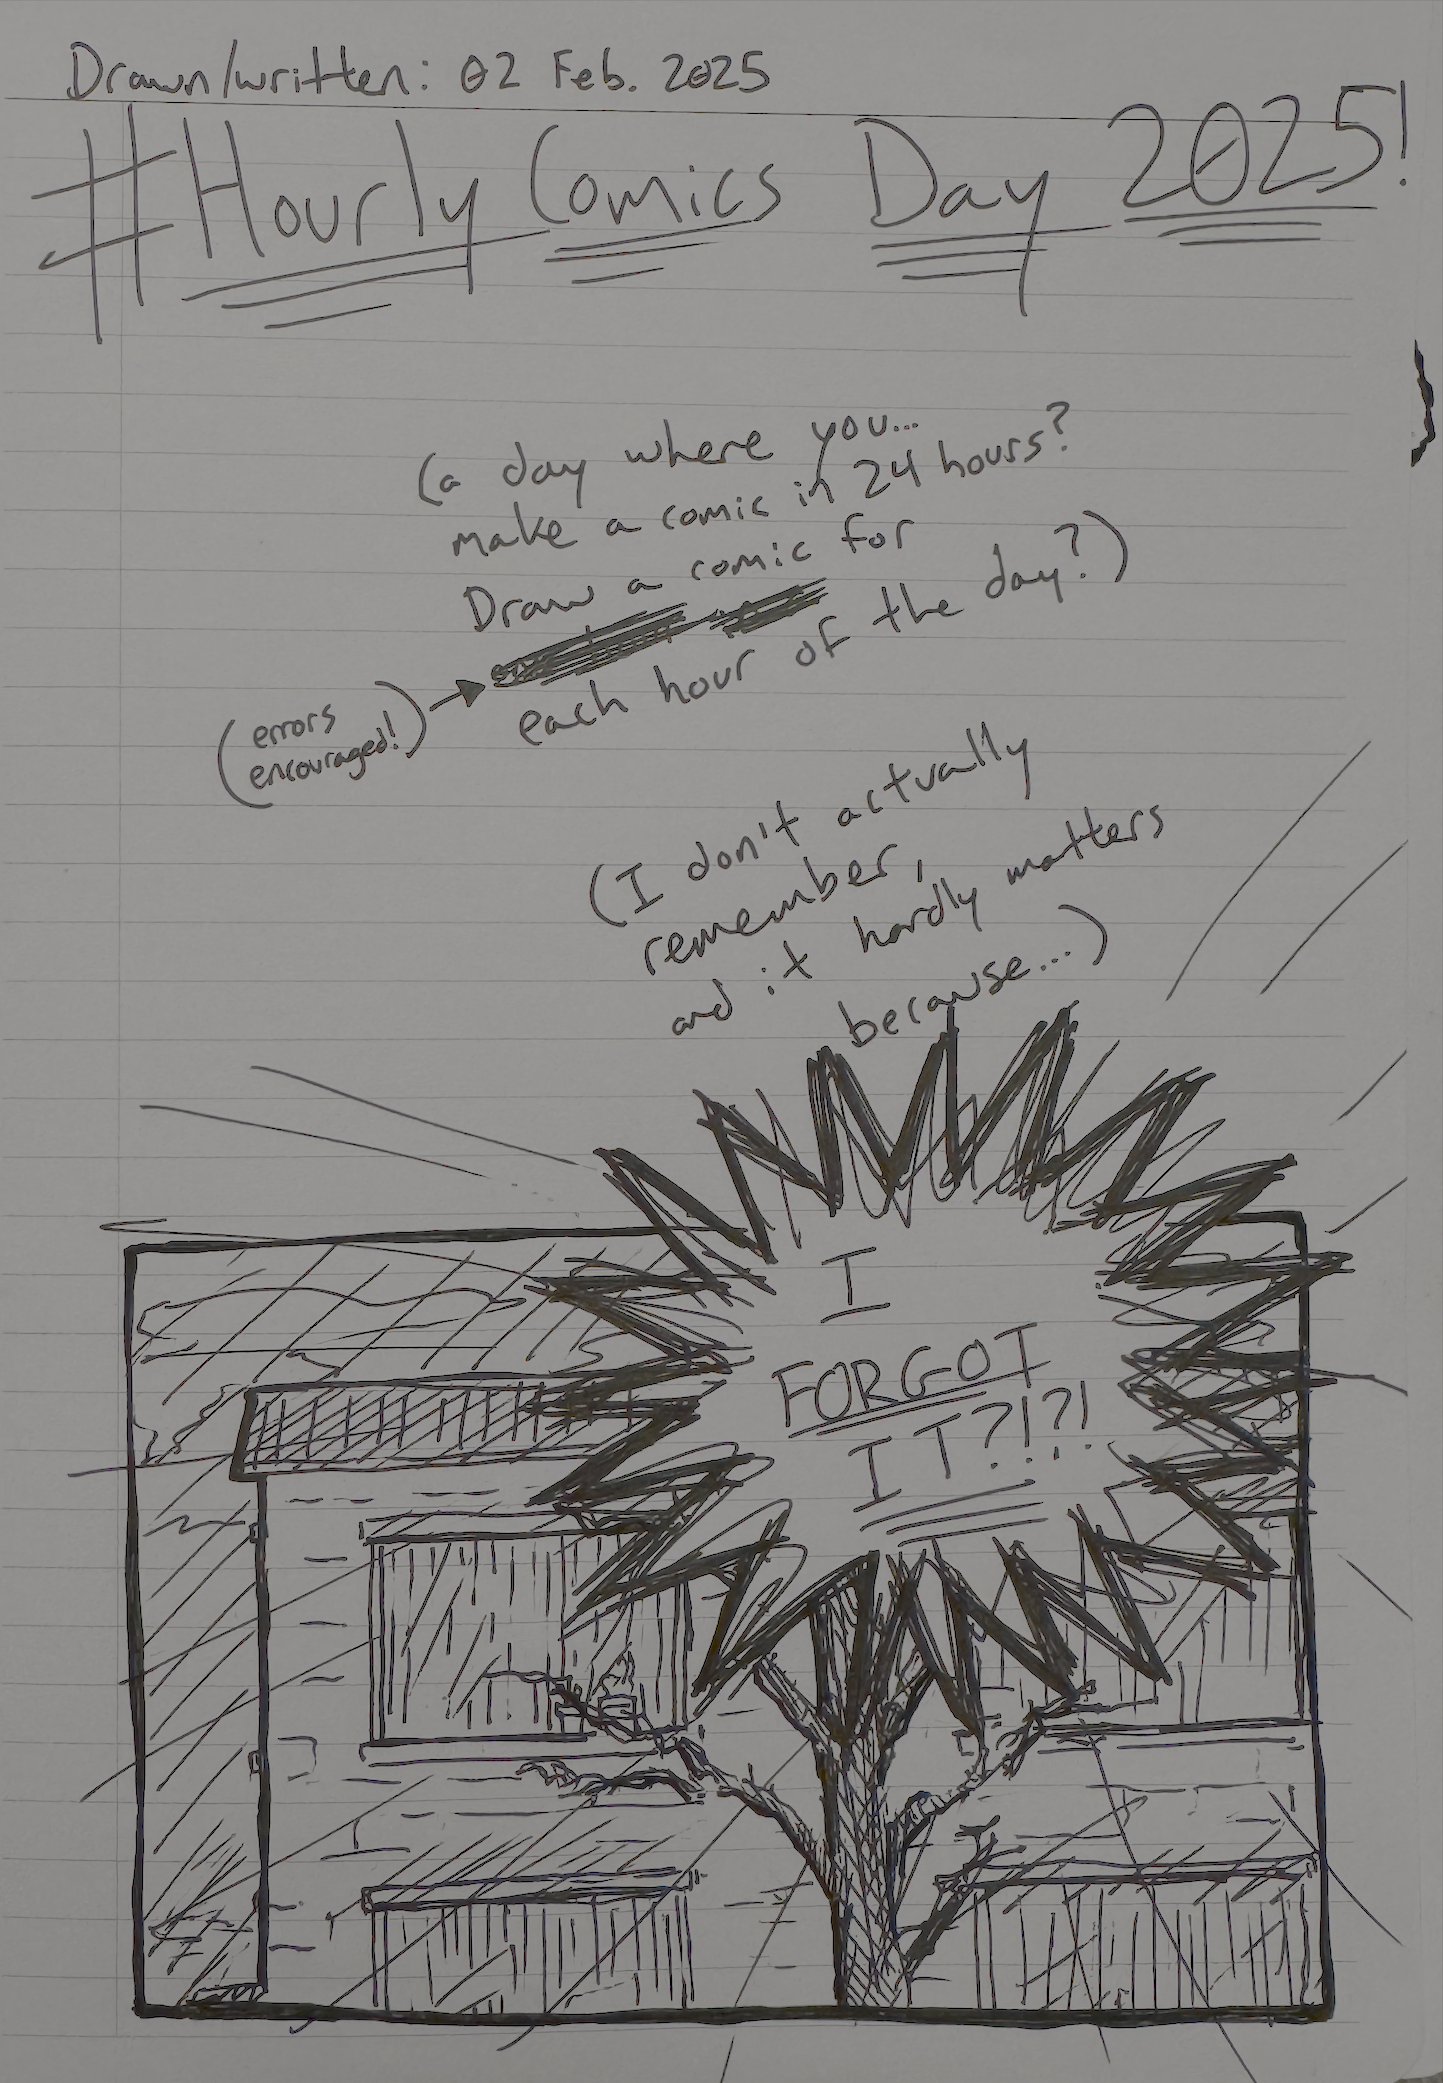 Drawn/written: 02 Feb. 2025
#Hourly Comics Day 2025!
(a day where you...
make a comic in 24 hours?
Draw a comic for
each hour of the day?)
(errors
encouraged!)
(I don't actually
remember,
and it hardly matters
because...)
I
FORGOT
IT?!?!